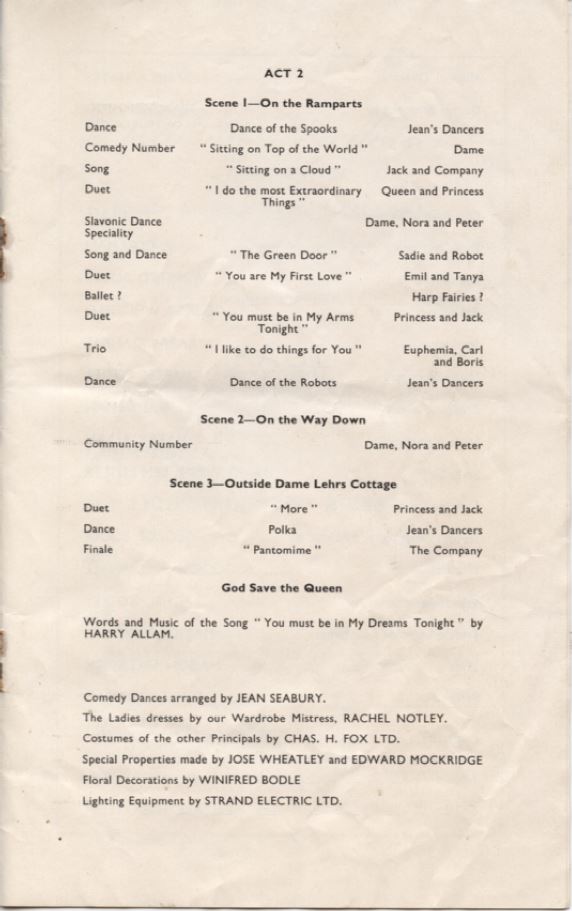 ACT 2
Scene 1—On the Ramparts
Dance Dance of the Spooks Jean's Dancers
Comedy Number " Sitting on Top of the World " Dame
Song " Sitting on a Cloud " Jack and Company
Duet " I do the most Extraordinary Queen and Princess
Things "
Slavonic Dance Dame, Nora and Peter
Speciality
Song and Dance " The Green Door " Sadie and Robot
Duet " You are My First Love " Emil and Tanya
Ballet ? Harp Fairies ?
Duet " You must be in My Arms Princess and Jack
Tonight "
Trio " I like to do things for You " Euphemia, Carl
and Boris
Dance Dance of the Robots Jean's Dancers
Scene 2—On the Way Down
Community Number Dame, Nora and Peter
Scene 3—Outside Dame Lehrs Cottage
Duet " More " Princess and Jack
Dance Polka Jean's Dancers
Finale " Pantomime " The Company
God Save the Queen
Words and Music of the Song " You must be in My Dreams Tonight " by
HARRY ALLAM.
Comedy Dances arranged by JEAN SEABURY.
The Ladies dresses by our Wardrobe Mistress, RACHEL NOTLEY.
Costumes of the other Principals by CHAS. H. FOX LTD.
Special Properties made by JOSE WHEATLEY and EDWARD MOCKRIDGE
Floral Decorations by WINIFRED BODLE
Lighting Equipment by STRAND ELECTRIC LTD.